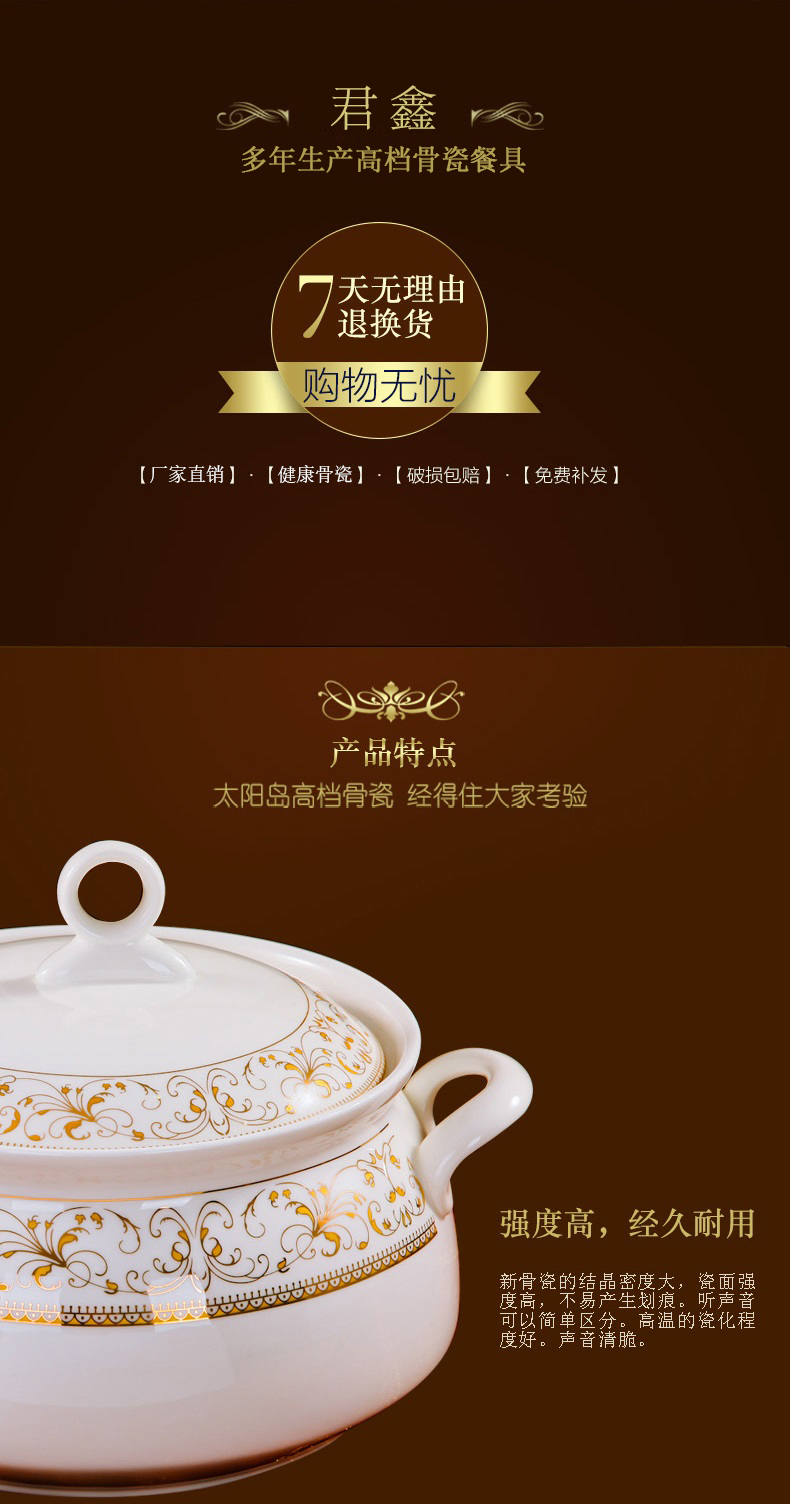 君鑫
多年生产高档骨瓷餐具
7天无理由
退换货
购物无忧
【厂家直销】·【健康骨瓷】·【破损包赔】·【免费补发】
产品特点
太阳岛高档骨瓷 经得住大家考验
强度高，经久耐用
新骨瓷的结晶密度大，瓷面强
度高，不易产生划痕。听声音
可以简单区分。高温的瓷化程
度好。声音清脆。